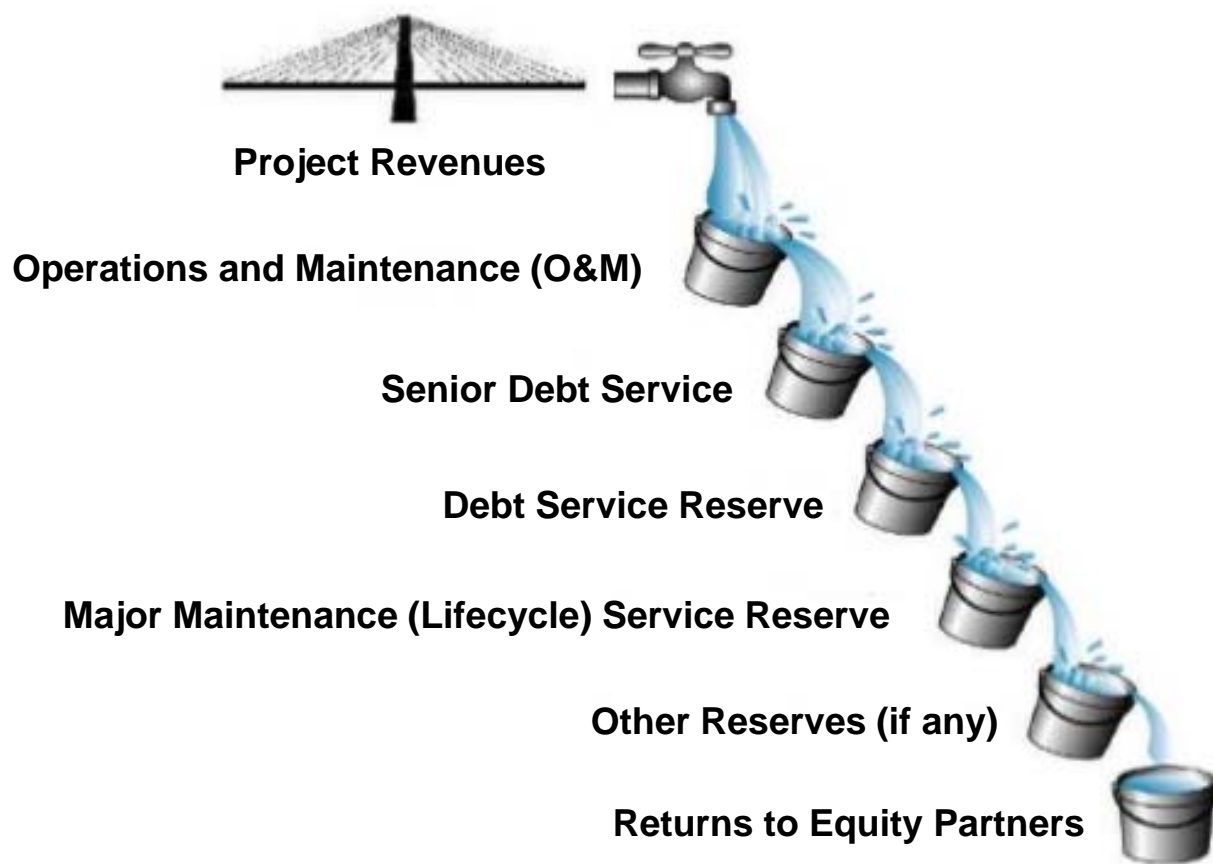 Project Revenues
Operations and Maintenance (O&M)
Senior Debt Service
Debt Service Reserve
Major Maintenance (Lifecycle) Service Reserve
Other Reserves (if any)
Returns to Equity Partners